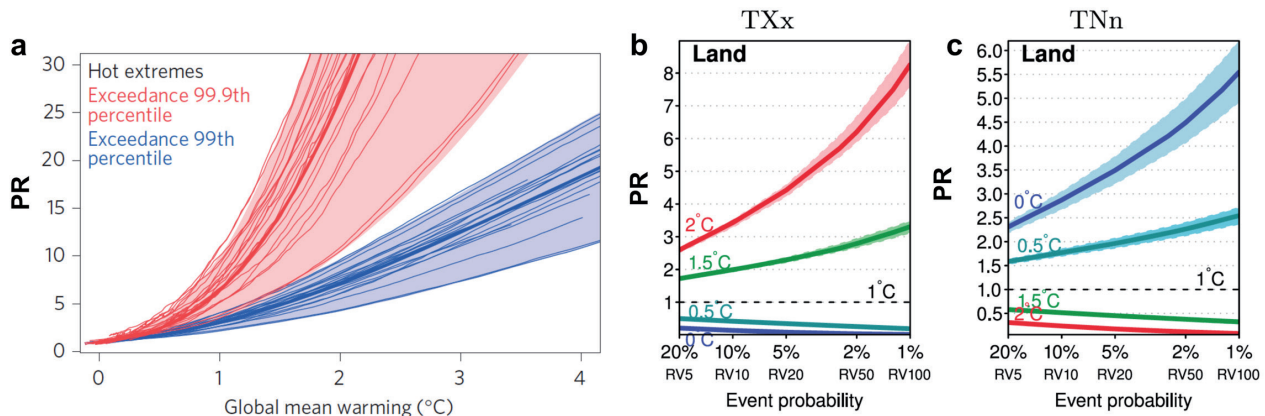 a
Hot extremes
Exceedance 99.9th
percentile
Exceedance 99th
percentile
PR
30
25
20
15
10
5
0
0 1 2 3 4
Global mean warming (°C)
TXx
b
Land
PR
8
7
6
5
4
3
2
1
2°C
1.5°C
1°C
0.5°C
0°C
20% 10% 5% 2% 1%
RV5 RV10 RV20 RV50 RV100
Event probability
TNn
c
Land
PR
6.0
5.5
5.0
4.5
4.0
3.5
3.0
2.5
2.0
1.5
1.0
0.5
0°C
0.5°C
1°C
1.5°C
2°C
20% 10% 5% 2% 1%
RV5 RV10 RV20 RV50 RV100
Event probability